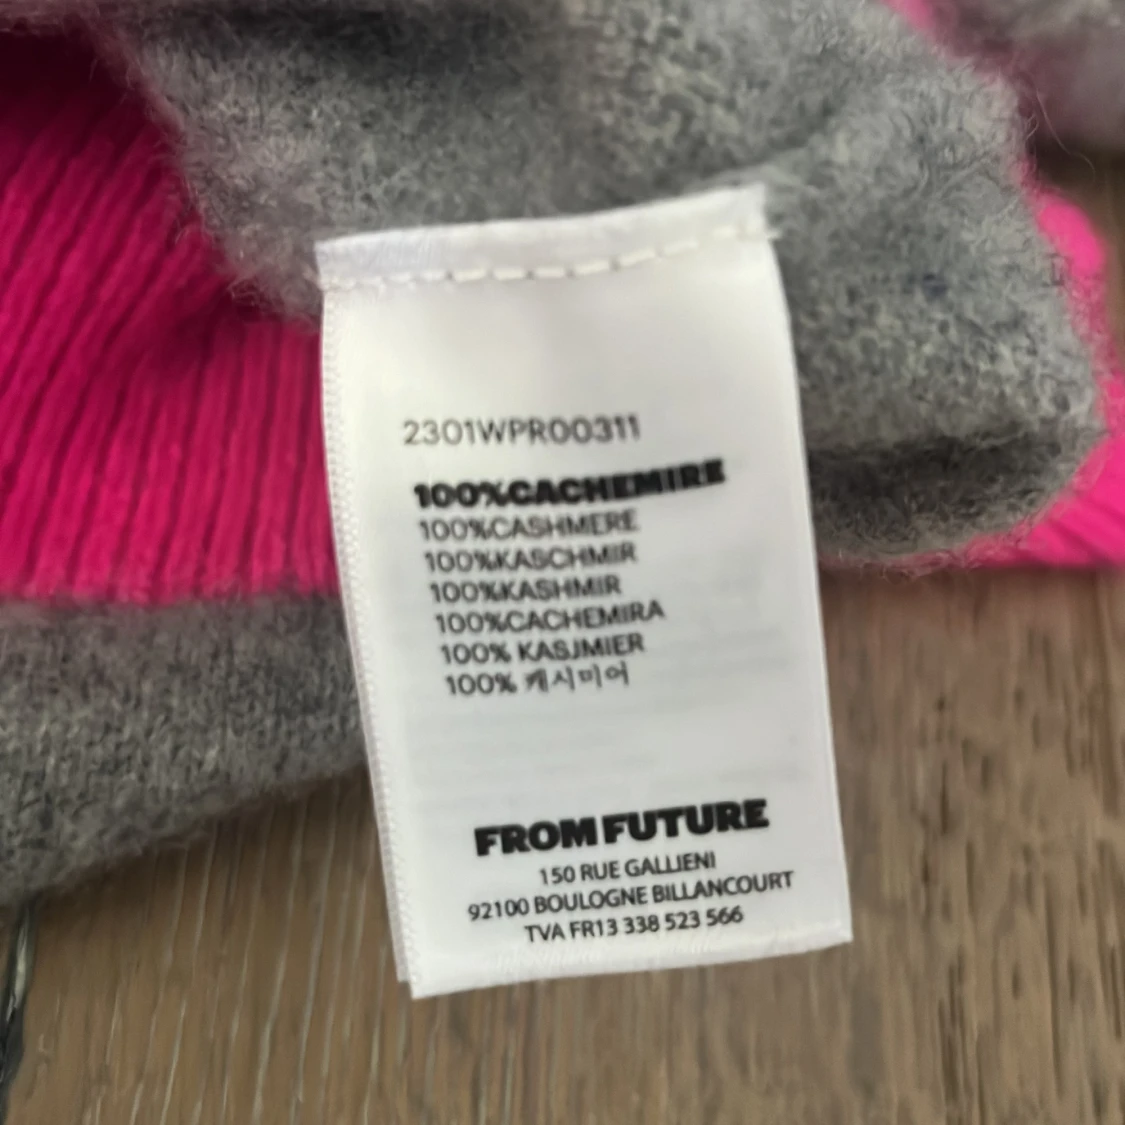 2301WPR00311
100%CACHEMIRE
100%CASHMERE
100%KASCHMIR
100%KASHMIR
100%CACHEMIRA
100% KASJMIER
100% 캐시미어
FROM FUTURE
150 RUE GALLIENI
92100 BOULOGNE BILLANCOURT
TVA FR13 338 523 566